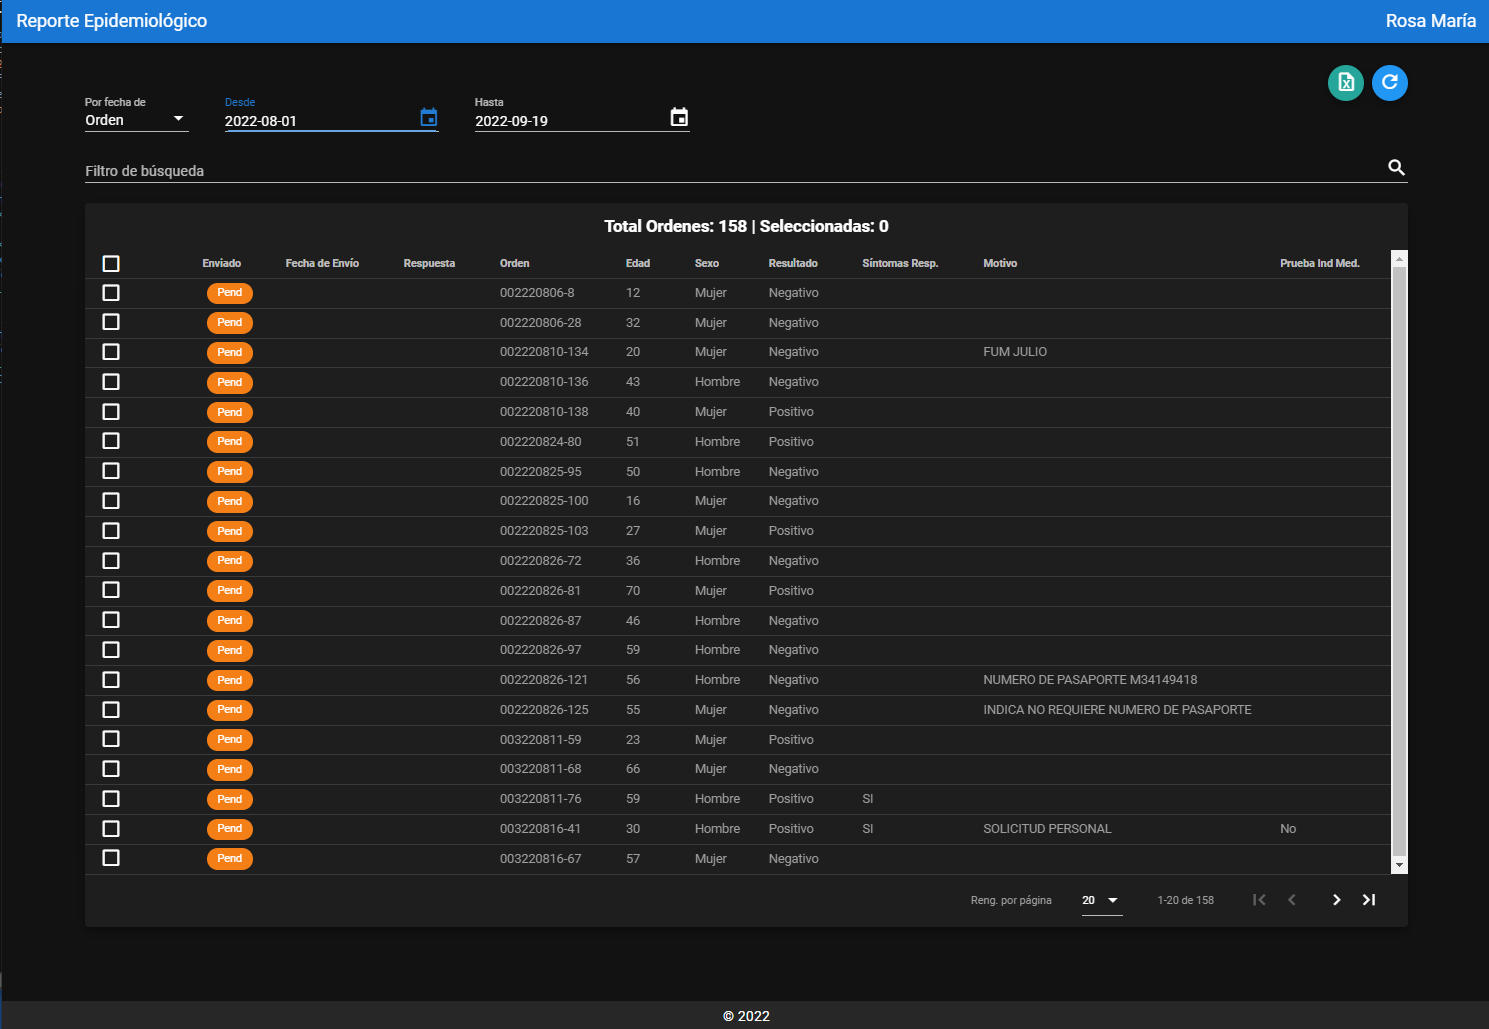 Reporte Epidemiológico Rosa María
Por fecha de Desde Hasta
Orden 2022-08-01 2022-09-19
Filtro de búsqueda
Total Ordenes: 158 | Seleccionadas: 0
Enviado Fecha de Envío Respuesta Orden Edad Sexo Resultado Síntomas Resp. Motivo Prueba Ind Med.
Pend 002220806-8 12 Mujer Negativo
Pend 002220806-28 32 Mujer Negativo
Pend 002220810-134 20 Mujer Negativo FUM JULIO
Pend 002220810-136 43 Hombre Negativo
Pend 002220810-138 40 Mujer Positivo
Pend 002220824-80 51 Hombre Positivo
Pend 002220825-95 50 Hombre Negativo
Pend 002220825-100 16 Mujer Negativo
Pend 002220825-103 27 Mujer Positivo
Pend 002220826-72 36 Hombre Negativo
Pend 002220826-81 70 Mujer Positivo
Pend 002220826-87 46 Hombre Negativo
Pend 002220826-97 59 Hombre Negativo
Pend 002220826-121 56 Hombre Negativo NUMERO DE PASAPORTE M34149418
Pend 002220826-125 55 Mujer Negativo INDICA NO REQUIERE NUMERO DE PASAPORTE
Pend 003220811-59 23 Mujer Positivo
Pend 003220811-68 66 Mujer Negativo
Pend 003220811-76 59 Hombre Positivo SI
Pend 003220816-41 30 Hombre Positivo SI SOLICITUD PERSONAL No
Pend 003220816-67 57 Mujer Negativo
Reng. por página 20 1-20 de 158
© 2022